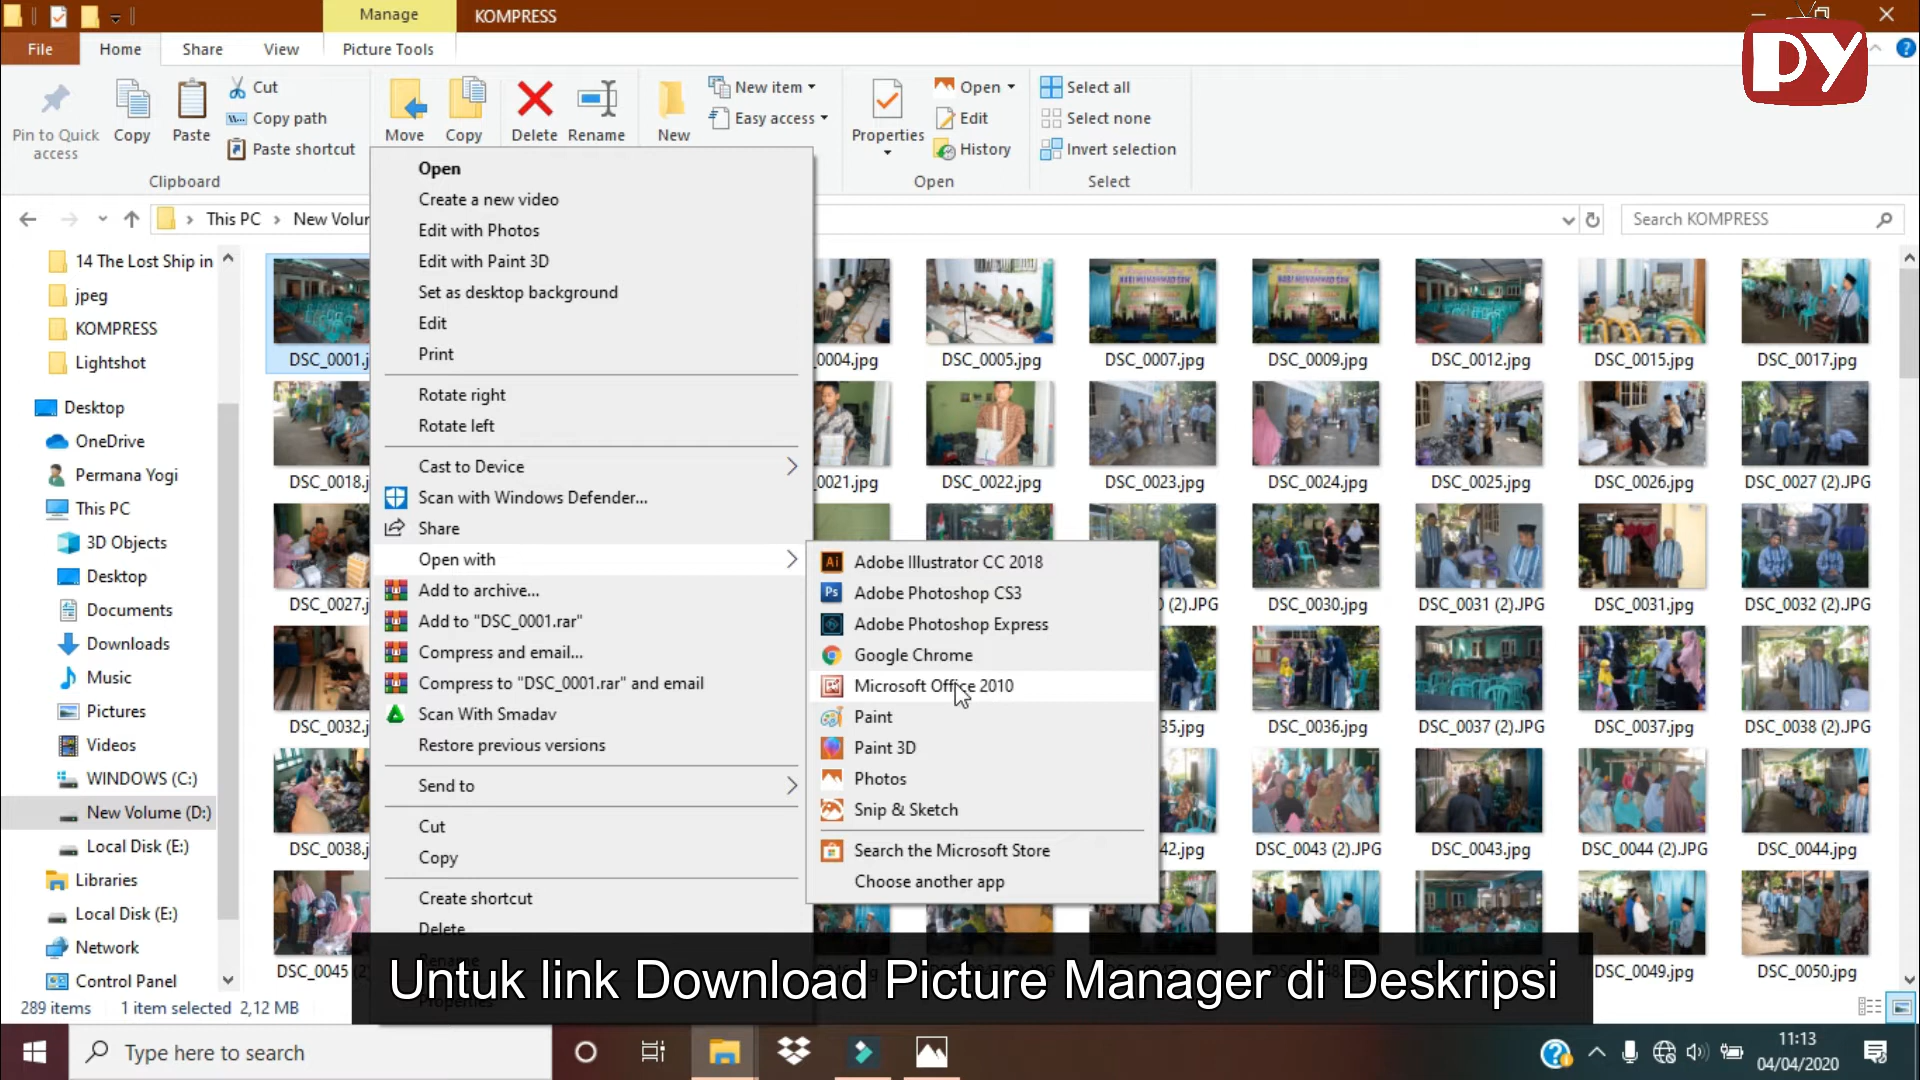 Manage
KOMPRESS
File
Home
Share
View
Picture Tools
DY
Pin to Quick access
Copy
Paste
Cut
Copy path
Paste shortcut
Clipboard
Move
Copy
Delete
Rename
New
New item
Easy access
Properties
Open
Edit
History
Open
Select all
Select none
Invert selection
Select
This PC
New Volu
Search KOMPRESS
14 The Lost Ship in
jpeg
KOMPRESS
Lightshot
Desktop
OneDrive
Permana Yogi
This PC
3D Objects
Desktop
Documents
Downloads
Music
Pictures
Videos
WINDOWS (C:)
New Volume (D:)
Local Disk (E:)
Libraries
Local Disk (E:)
Network
Control Panel
Open
Create a new video
Edit with Photos
Edit with Paint 3D
Set as desktop background
Edit
Print
Rotate right
Rotate left
Cast to Device
Scan with Windows Defender...
Share
Open with
Add to archive...
Add to "DSC_0001.rar"
Compress and email...
Compress to "DSC_0001.rar" and email
Scan With Smadav
Restore previous versions
Send to
Cut
Copy
Create shortcut
Delete
Properties
Adobe Illustrator CC 2018
Adobe Photoshop CS3
Adobe Photoshop Express
Google Chrome
Microsoft Office 2010
Paint
Paint 3D
Photos
Snip & Sketch
Search the Microsoft Store
Choose another app
DSC_0001.j
0004.jpg
DSC_0005.jpg
DSC_0007.jpg
DSC_0009.jpg
DSC_0012.jpg
DSC_0015.jpg
DSC_0017.jpg
DSC_0018.j
0021.jpg
DSC_0022.jpg
DSC_0023.jpg
DSC_0024.jpg
DSC_0025.jpg
DSC_0026.jpg
DSC_0027 (2).JPG
DSC_0027.j
0 (2).JPG
DSC_0030.jpg
DSC_0031 (2).JPG
DSC_0031.jpg
DSC_0032 (2).JPG
DSC_0032.j
35.jpg
DSC_0036.jpg
DSC_0037 (2).JPG
DSC_0037.jpg
DSC_0038 (2).JPG
DSC_0038.j
42.jpg
DSC_0043 (2).JPG
DSC_0043.jpg
DSC_0044 (2).JPG
DSC_0044.jpg
DSC_0045 (2
DSC_0049.jpg
DSC_0050.jpg
Untuk link Download Picture Manager di Deskripsi
289 items
1 item selected 2,12 MB
Type here to search
11:13
04/04/2020